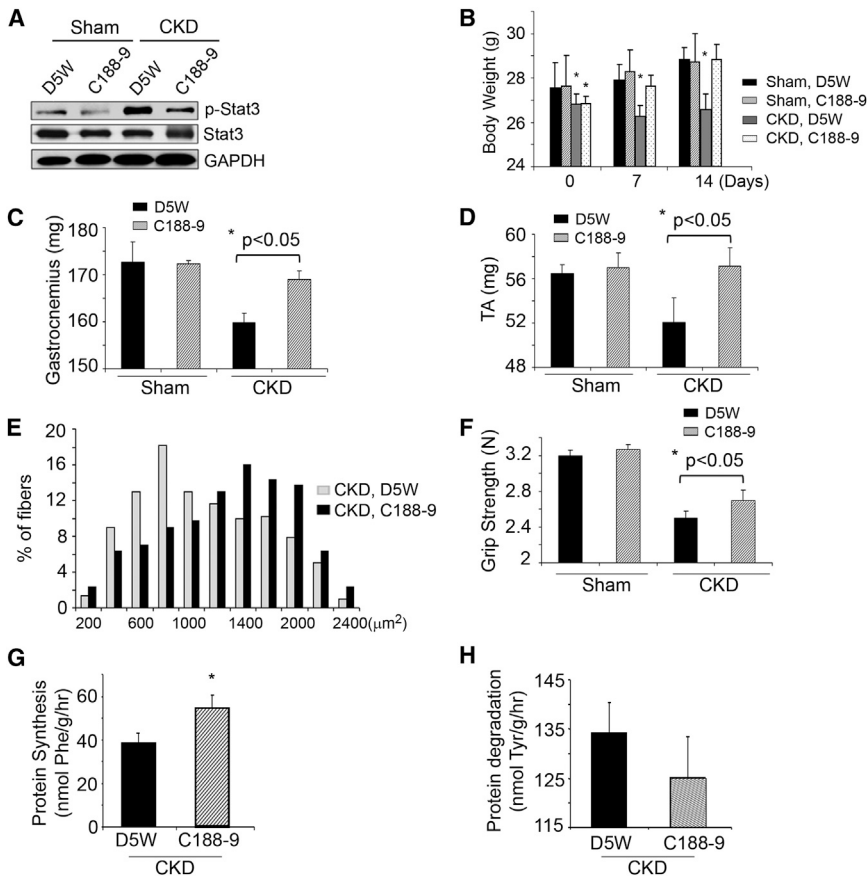 A
Sham CKD
D5W C188-9 D5W C188-9
p-Stat3
Stat3
GAPDH
B
Body Weight (g)
30
28
26
24
0 7 14 (Days)
Sham, D5W
Sham, C188-9
CKD, D5W
CKD, C188-9
* * * *
C
D5W
C188-9
* p<0.05
Gastrocnemius (mg)
180
170
160
150
Sham CKD
D
D5W
C188-9
* p<0.05
TA (mg)
60
56
52
48
Sham CKD
E
% of fibers
20
16
12
8
4
0
200 600 1000 1400 2000 2400(μm²)
CKD, D5W
CKD, C188-9
F
D5W
C188-9
* p<0.05
Grip Strength (N)
3.2
2.8
2.4
2
Sham CKD
G
Protein Synthesis
(nmol Phe/g/hr)
60
40
20
0
*
D5W C188-9
CKD
H
Protein degradation
(nmol Tyr/g/hr)
145
135
125
115
D5W C188-9
CKD